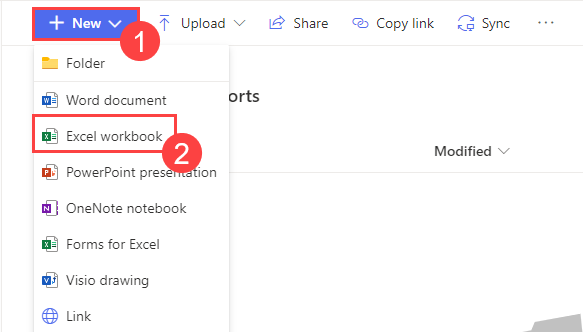 New
Upload
Share
Copy link
Sync
1
Folder
Word document
orts
Excel workbook
2
Modified
PowerPoint presentation
OneNote notebook
Forms for Excel
Visio drawing
Link